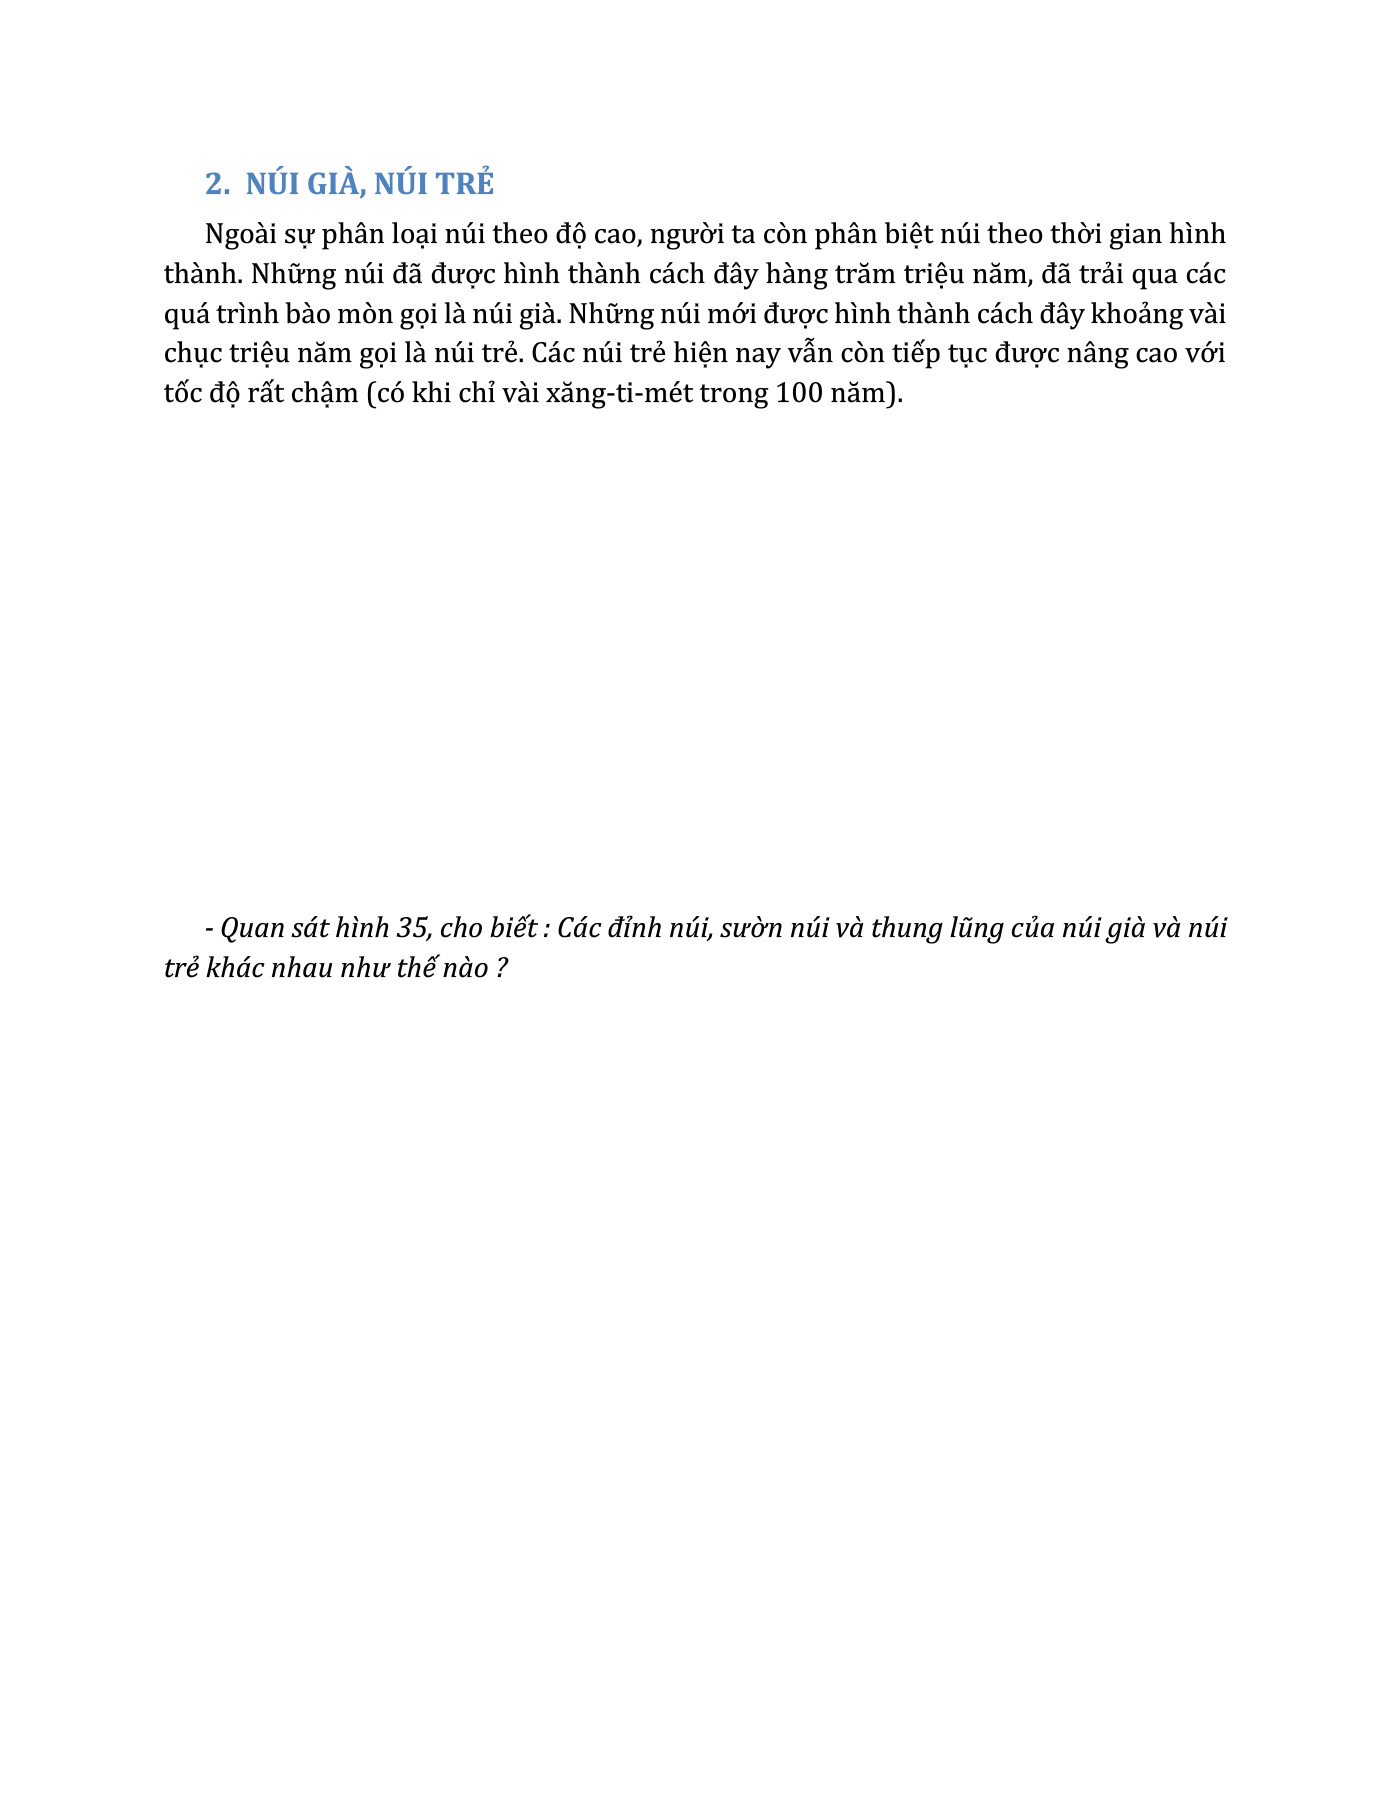 2. NÚI GIÀ, NÚI TRẺ
Ngoài sự phân loại núi theo độ cao, người ta còn phân biệt núi theo thời gian hình
thành. Những núi đã được hình thành cách đây hàng trăm triệu năm, đã trải qua các
quá trình bào mòn gọi là núi già. Những núi mới được hình thành cách đây khoảng vài
chục triệu năm gọi là núi trẻ. Các núi trẻ hiện nay vẫn còn tiếp tục được nâng cao với
tốc độ rất chậm (có khi chỉ vài xăng-ti-mét trong 100 năm).
- Quan sát hình 35, cho biết : Các đỉnh núi, sườn núi và thung lũng của núi già và núi
trẻ khác nhau như thế nào ?